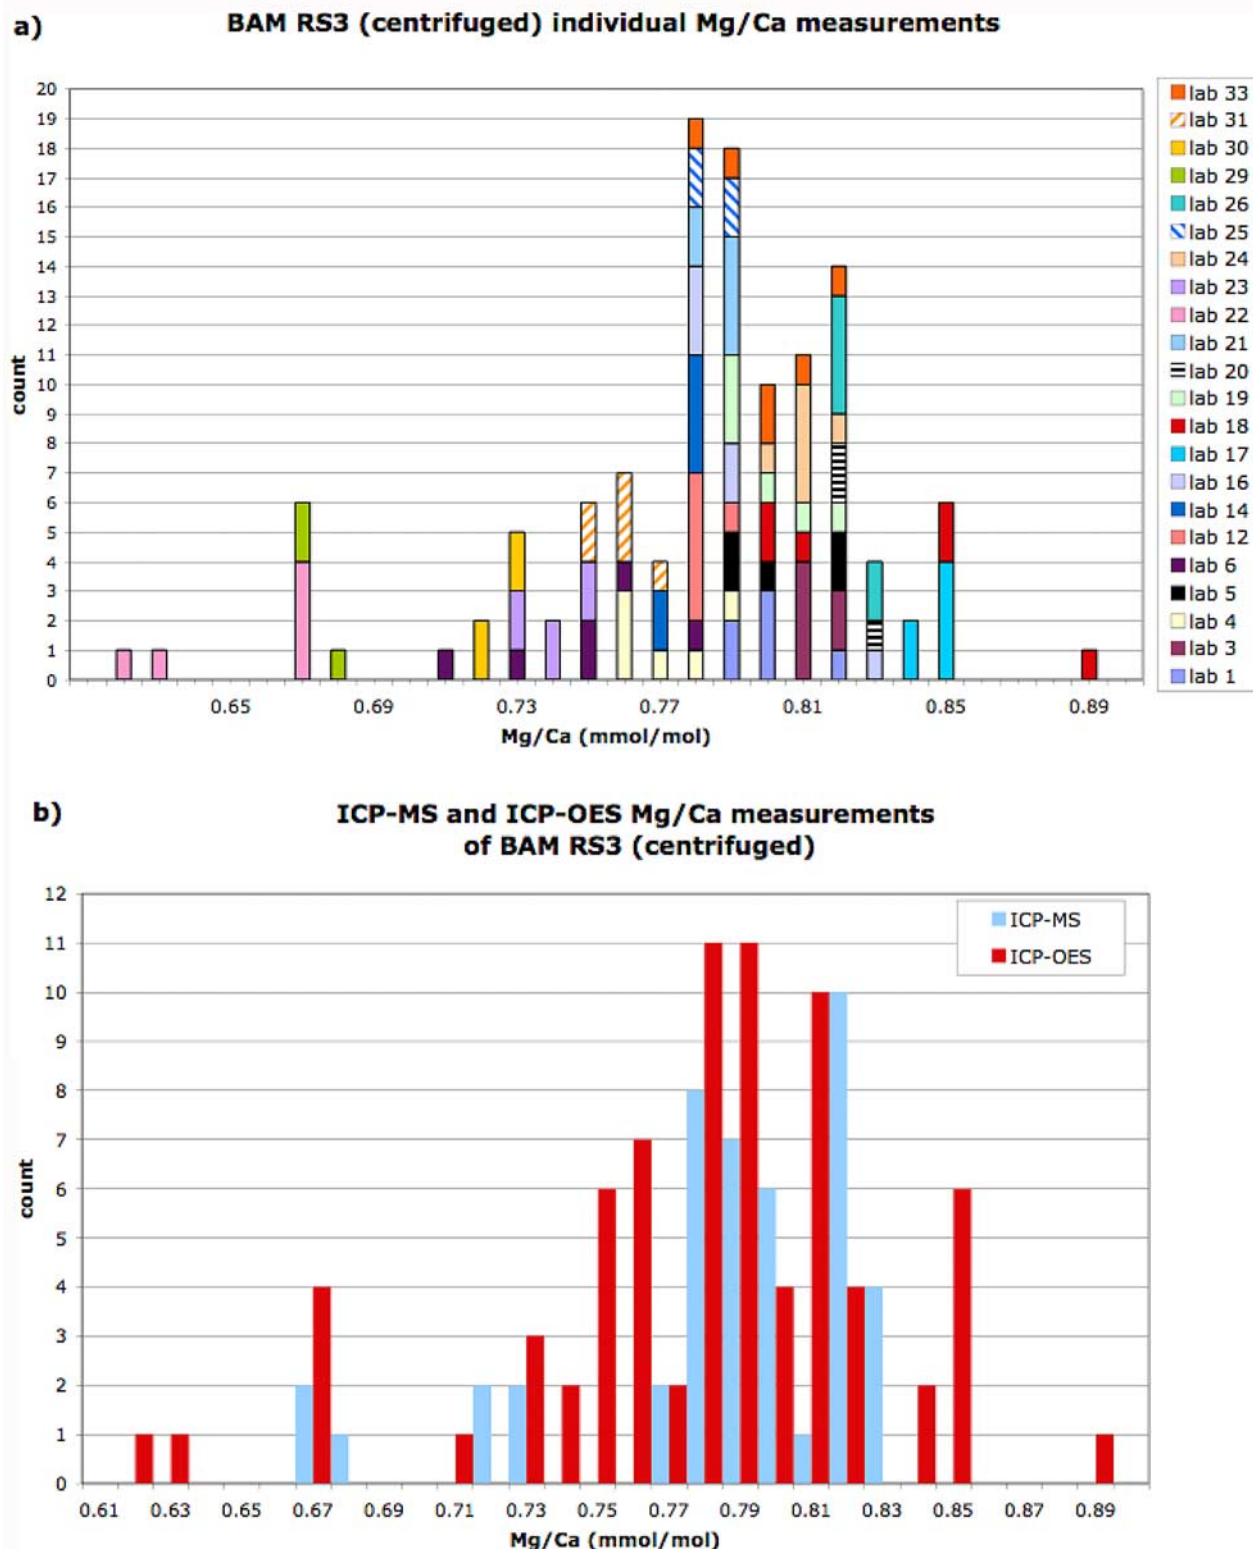 a)
BAM RS3 (centrifuged) individual Mg/Ca measurements
20
19
18
17
16
15
14
13
12
11
10
9
8
7
6
5
4
3
2
1
0
count
0.65 0.69 0.73 0.77 0.81 0.85 0.89
Mg/Ca (mmol/mol)
lab 33
lab 31
lab 30
lab 29
lab 26
lab 25
lab 24
lab 23
lab 22
lab 21
lab 20
lab 19
lab 18
lab 17
lab 16
lab 14
lab 12
lab 6
lab 5
lab 4
lab 3
lab 1
b)
ICP-MS and ICP-OES Mg/Ca measurements
of BAM RS3 (centrifuged)
12
11
10
9
8
7
6
5
4
3
2
1
0
count
ICP-MS
ICP-OES
0.61 0.63 0.65 0.67 0.69 0.71 0.73 0.75 0.77 0.79 0.81 0.83 0.85 0.87 0.89
Mg/Ca (mmol/mol)